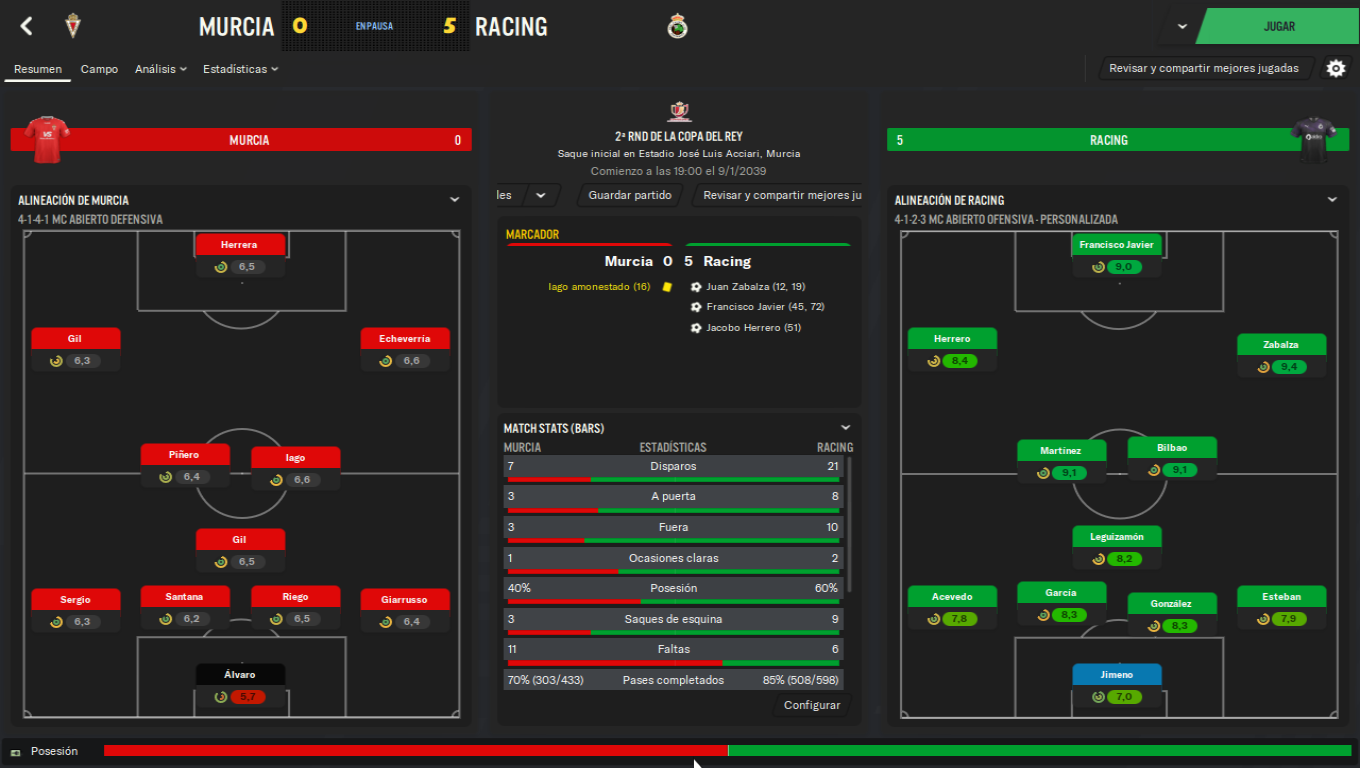 MURCIA 0 EN PAUSA 5 RACING
JUGAR
Resumen Campo Análisis Estadísticas
Revisar y compartir mejores jugadas
MURCIA 0
2ª RND DE LA COPA DEL REY
Saque inicial en Estadio José Luis Acciari, Murcia
Comienzo a las 19:00 el 9/1/2039
les Guardar partido Revisar y compartir mejores ju
5 RACING
ALINEACIÓN DE MURCIA
4-1-4-1 MC ABIERTO DEFENSIVA
Herrera
6,5
Gil
6,3
Echeverría
6,6
Piñero
6,4
Iago
6,6
Gil
6,5
Sergio
6,3
Santana
6,2
Riego
6,5
Giarrusso
6,4
Álvaro
5,7
MARCADOR
Murcia 0 5 Racing
Iago amonestado (16)
Juan Zabalza (12, 19)
Francisco Javier (45, 72)
Jacobo Herrero (51)
MATCH STATS (BARS)
MURCIA ESTADÍSTICAS RACING
7 Disparos 21
3 A puerta 8
3 Fuera 10
1 Ocasiones claras 2
40% Posesión 60%
3 Saques de esquina 9
11 Faltas 6
70% (303/433) Pases completados 85% (508/598)
Configurar
ALINEACIÓN DE RACING
4-1-2-3 MC ABIERTO OFENSIVA - PERSONALIZADA
Francisco Javier
9,0
Herrero
8,4
Zabalza
9,4
Martínez
9,1
Bilbao
9,1
Leguizamón
8,2
Acevedo
7,8
García
8,3
González
8,3
Esteban
7,9
Jimeno
7,0
Posesión